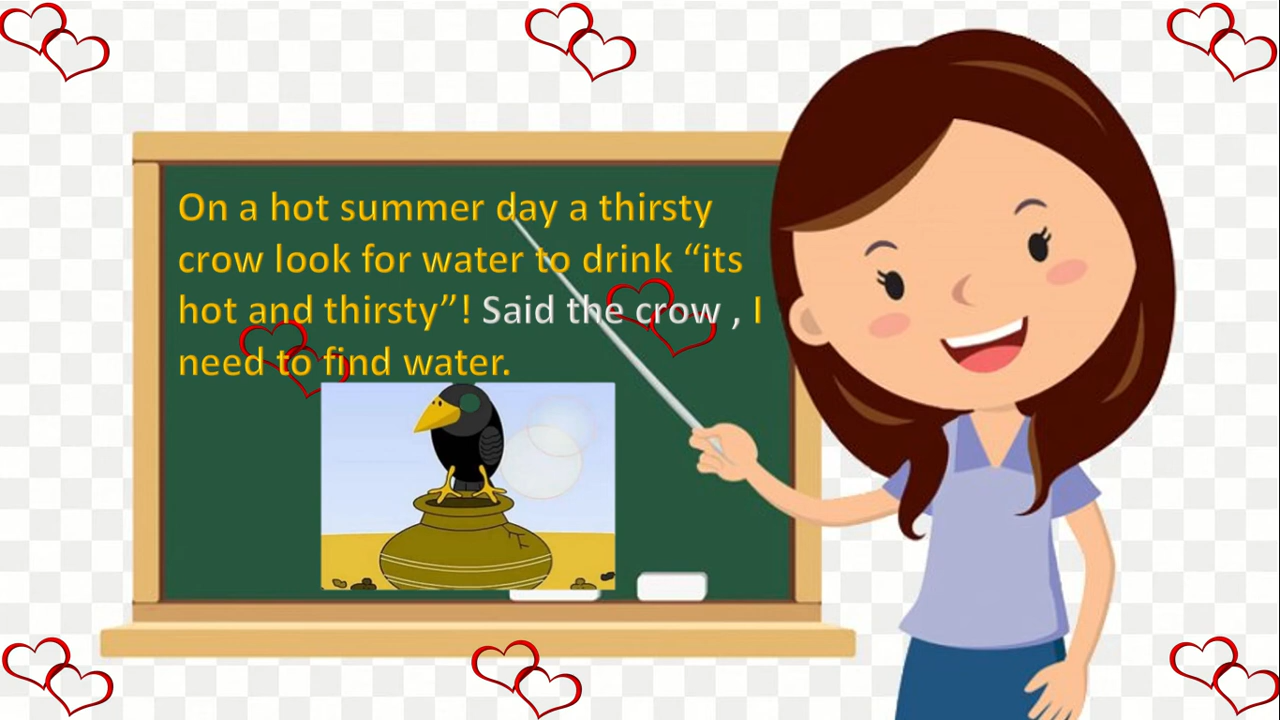 On a hot summer day a thirsty
crow look for water to drink “its
hot and thirsty”! Said the crow , I
need to find water.